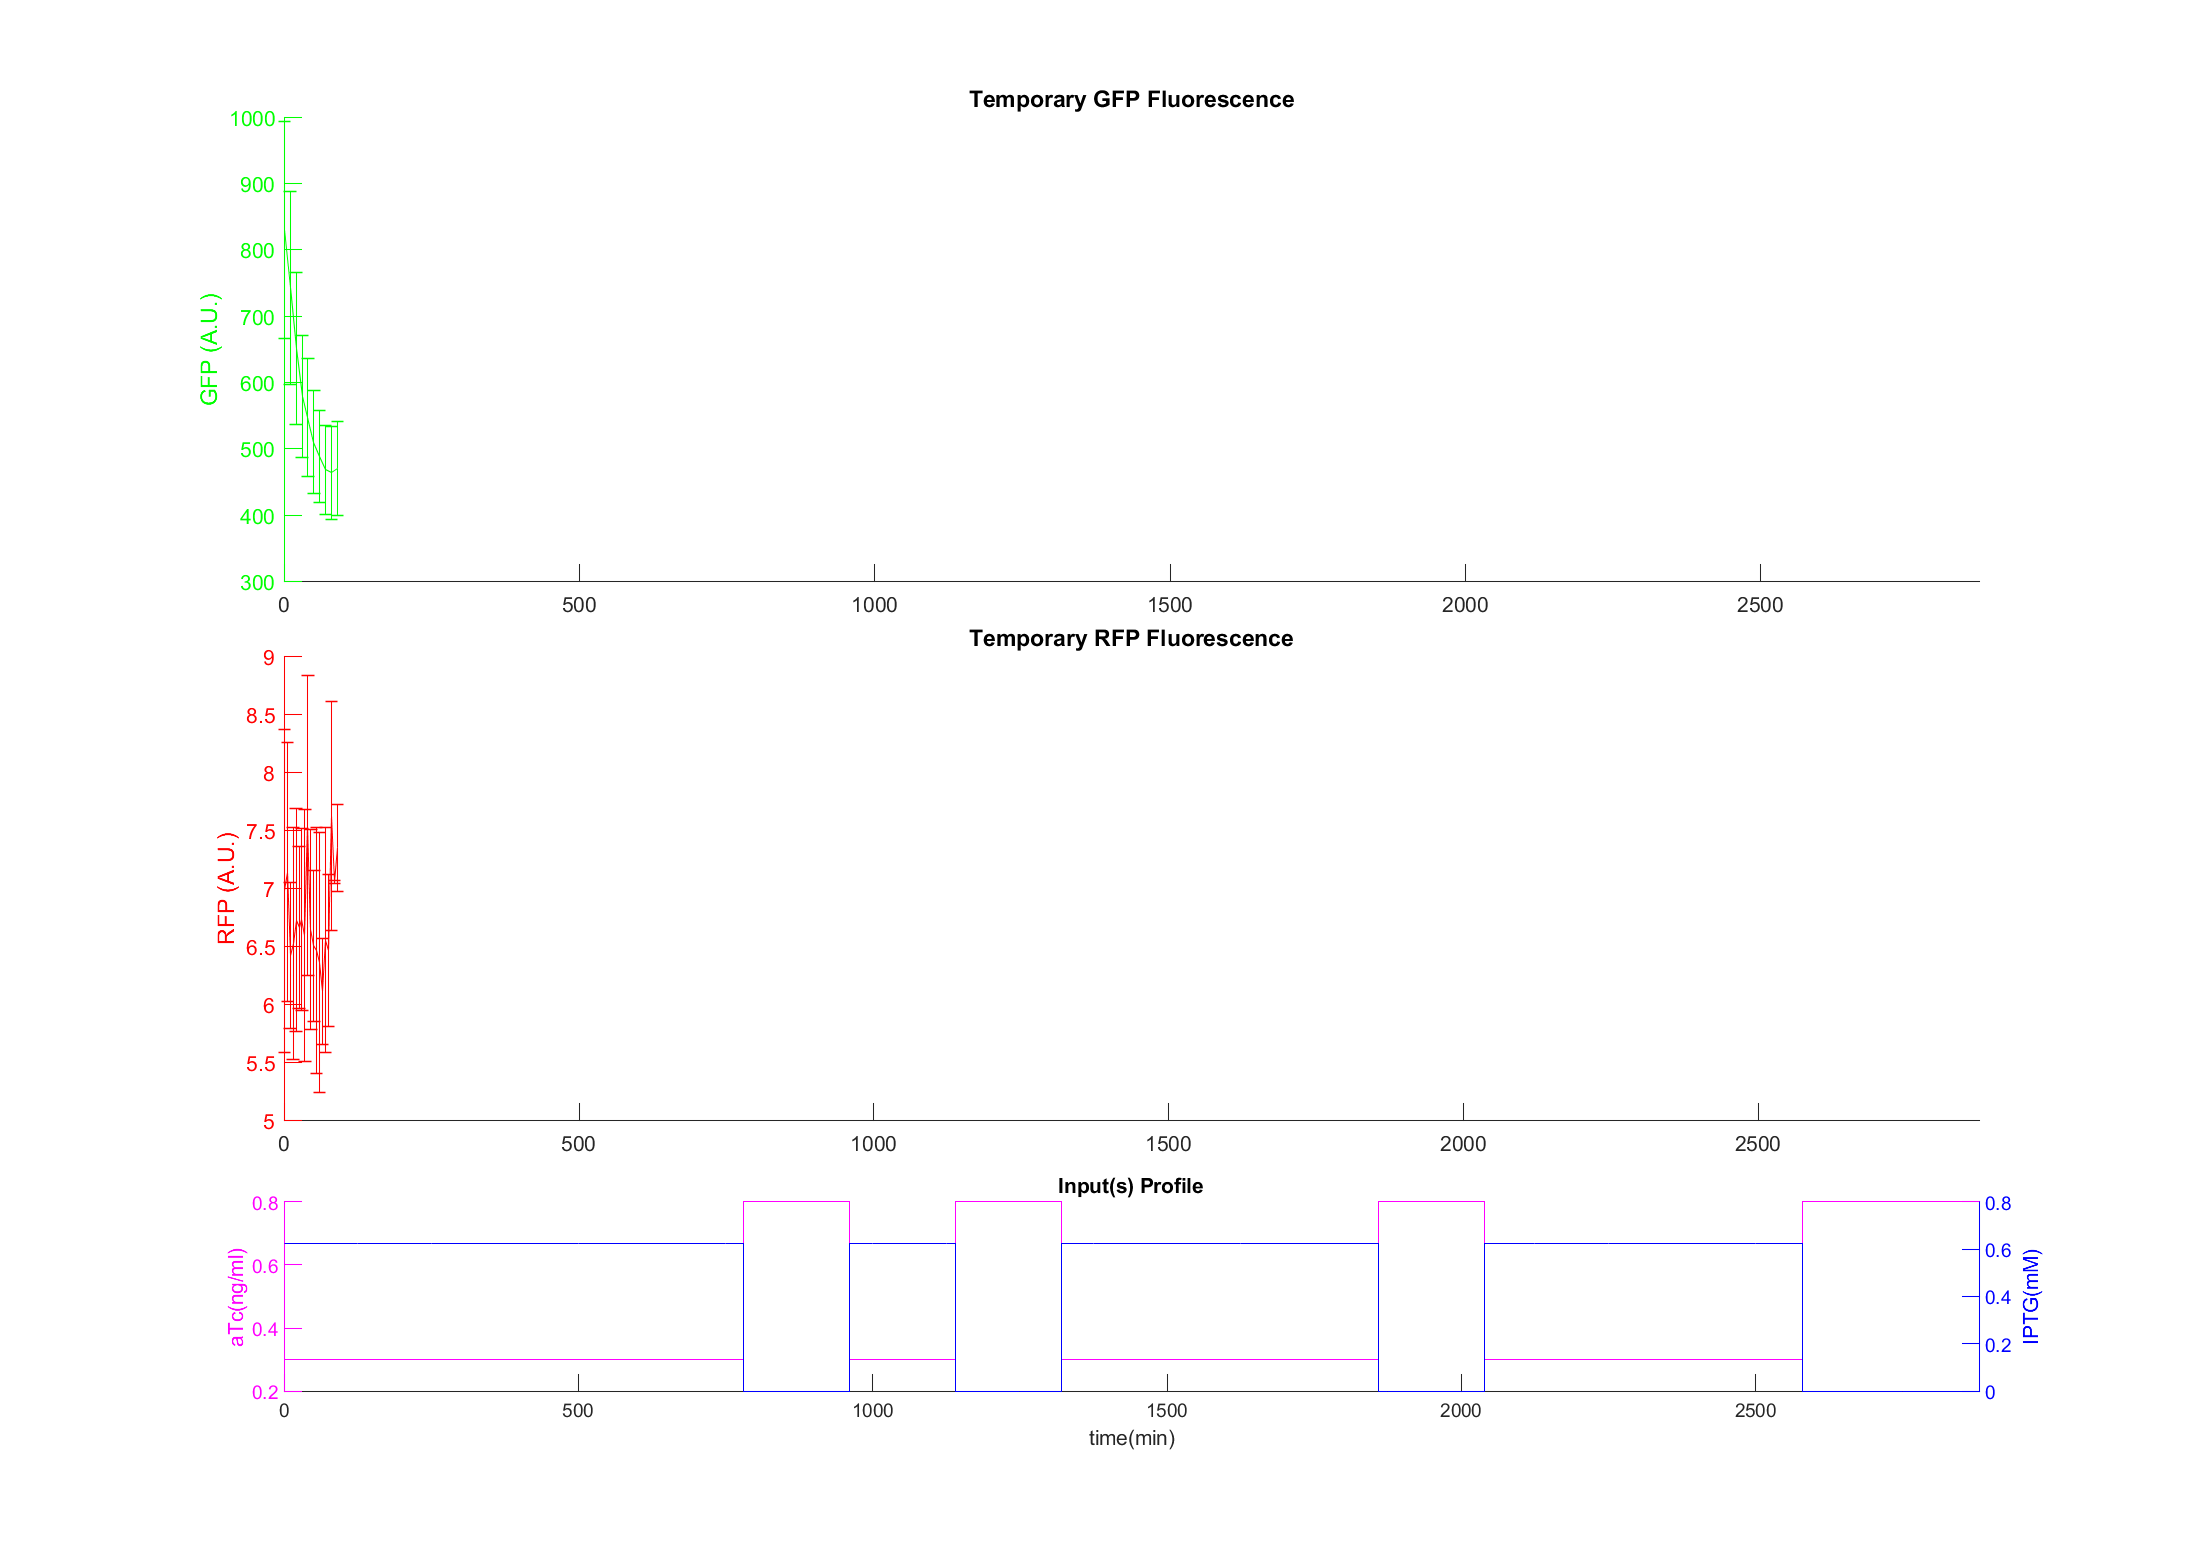 Temporary GFP Fluorescence
1000
900
800
700
600
500
400
300
GFP (A.U.)
0 500 1000 1500 2000 2500
Temporary RFP Fluorescence
9
8.5
8
7.5
7
6.5
6
5.5
5
RFP (A.U.)
0 500 1000 1500 2000 2500
Input(s) Profile
0.8
0.6
0.4
0.2
aTc(ng/ml)
0.8
0.6
0.4
0.2
0
IPTG(mM)
0 500 1000 1500 2000 2500
time(min)